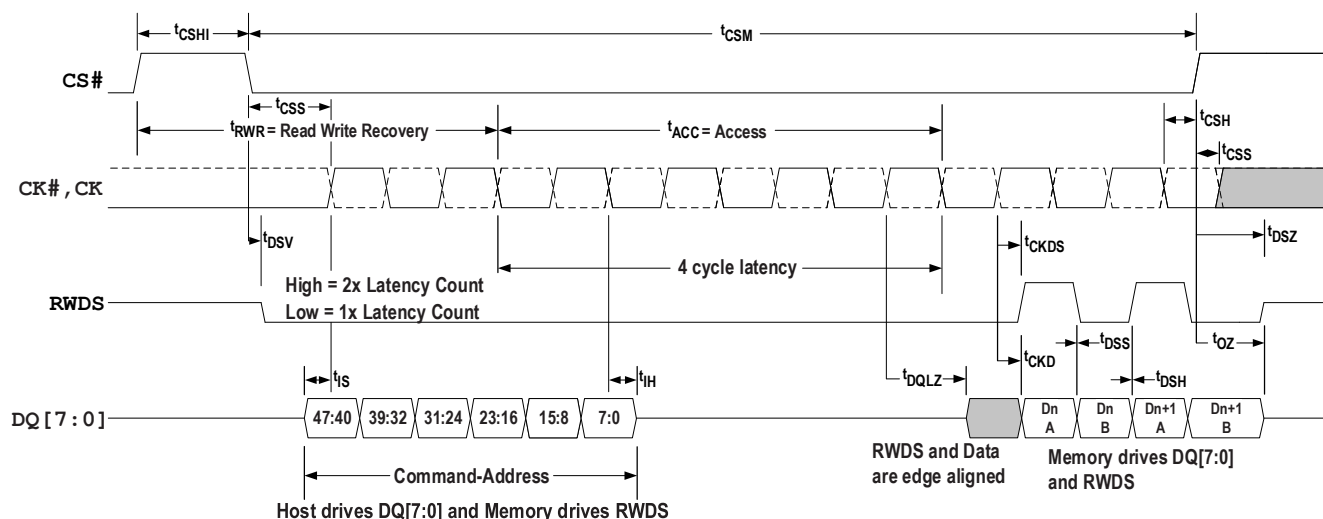 tCSHI
tCSM
CS#
tCSS
tRWR = Read Write Recovery
tACC = Access
tCSH
tCSS
CK#,CK
tDSV
tCKDS
tDSZ
4 cycle latency
High = 2x Latency Count
Low = 1x Latency Count
RWDS
tIS
tIH
tDQLZ
tCKD
tDSS
tOZ
tDSH
DQ[7:0]
47:40
39:32
31:24
23:16
15:8
7:0
Dn
A
Dn
B
Dn+1
A
Dn+1
B
Command-Address
RWDS and Data
are edge aligned
Memory drives DQ[7:0]
and RWDS
Host drives DQ[7:0] and Memory drives RWDS